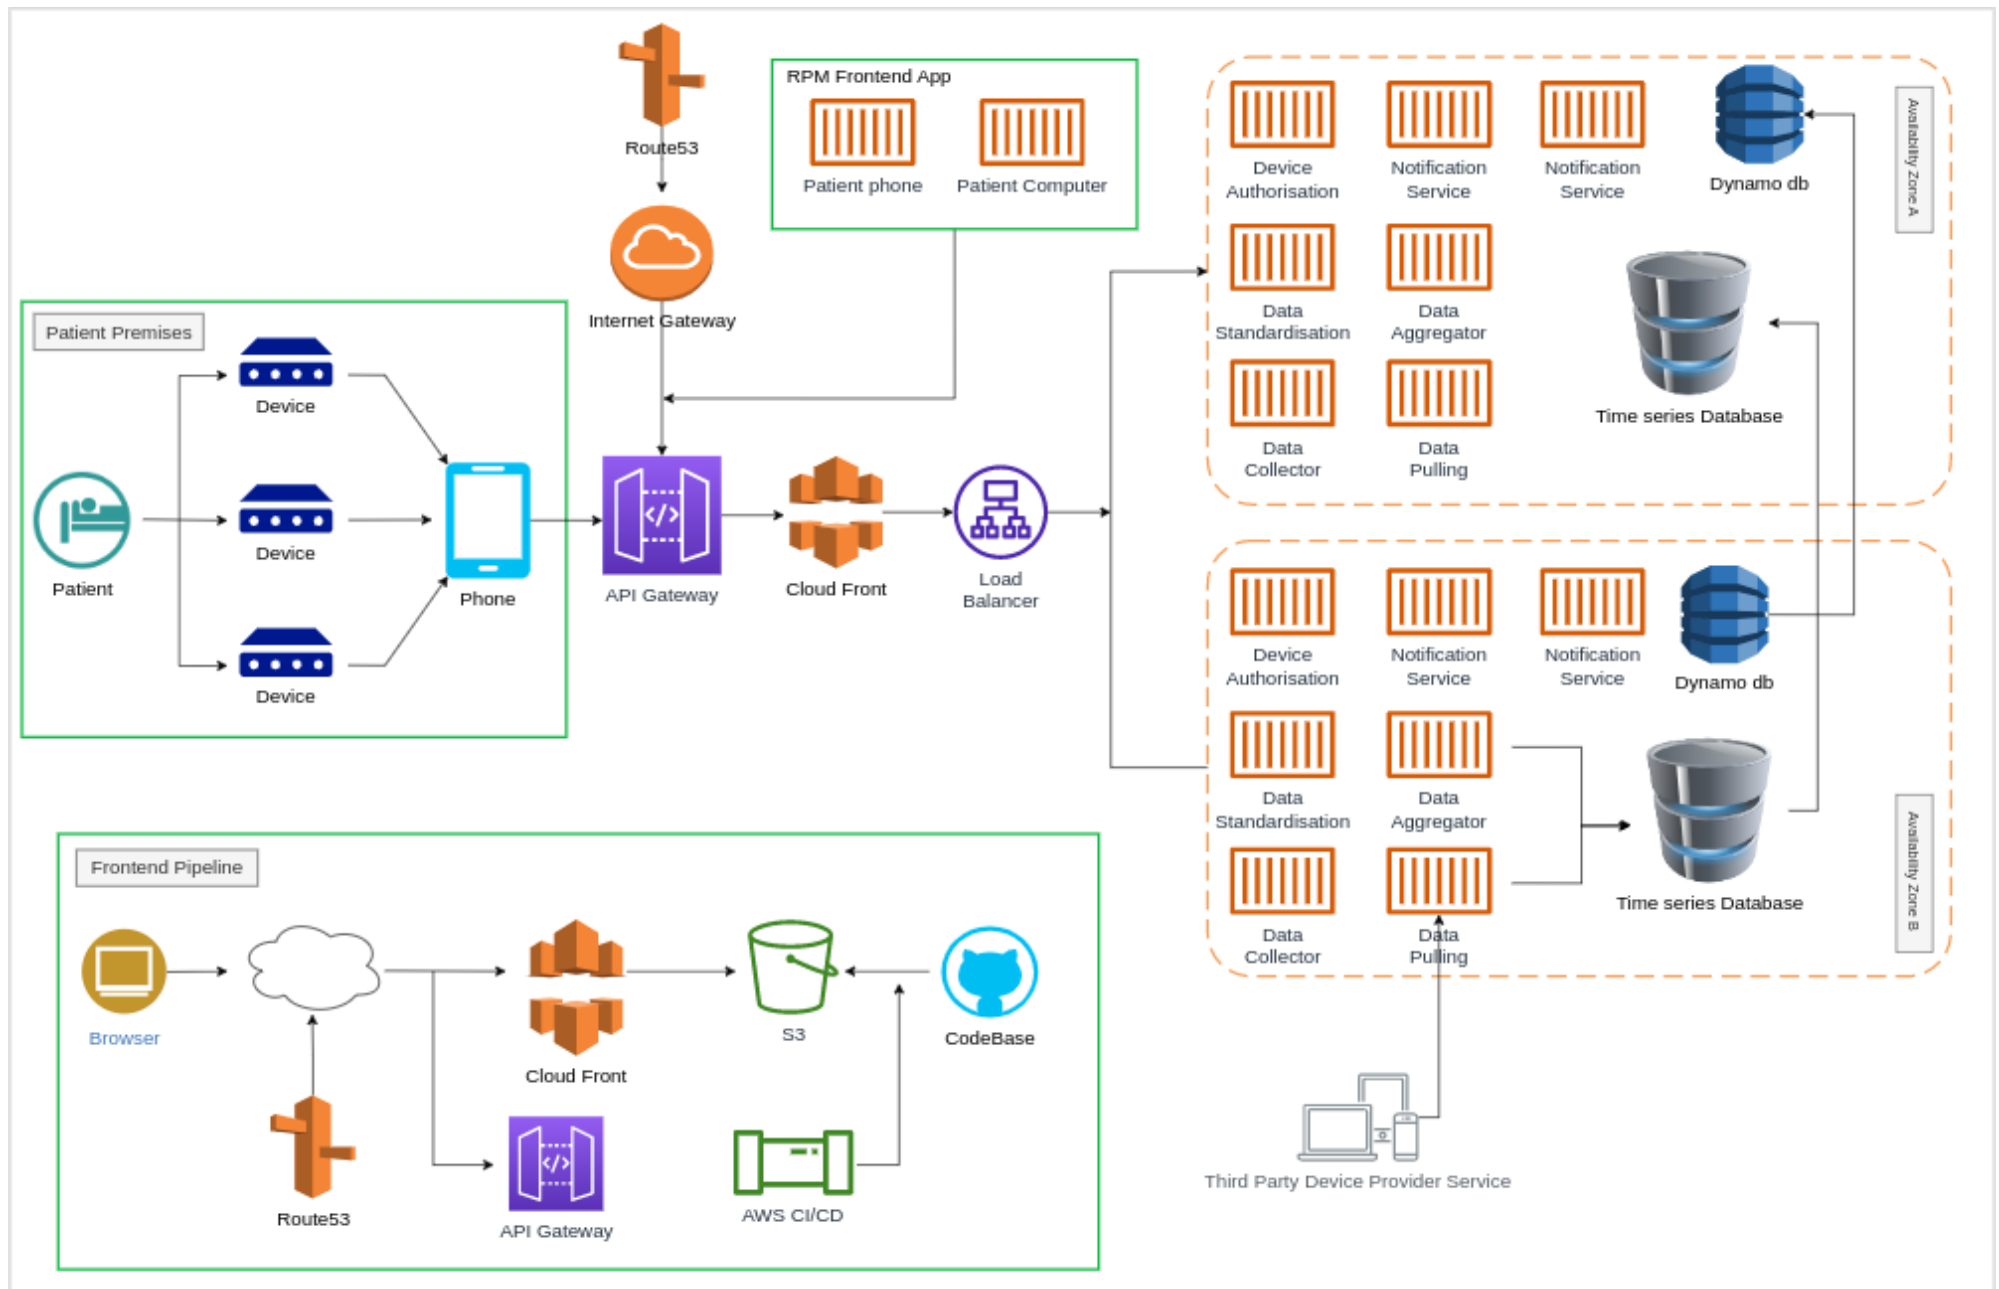 Route53
Internet Gateway
RPM Frontend App
Patient phone
Patient Computer
Patient Premises
Device
Device
Device
Patient
Phone
API Gateway
Cloud Front
Load
Balancer
Availability Zone A
Device
Authorisation
Notification
Service
Notification
Service
Dynamo db
Data
Standardisation
Data
Aggregator
Time series Database
Data
Collector
Data
Pulling
Availability Zone B
Device
Authorisation
Notification
Service
Notification
Service
Dynamo db
Data
Standardisation
Data
Aggregator
Time series Database
Data
Collector
Data
Pulling
Third Party Device Provider Service
Frontend Pipeline
Browser
Cloud Front
S3
CodeBase
Route53
API Gateway
AWS CI/CD